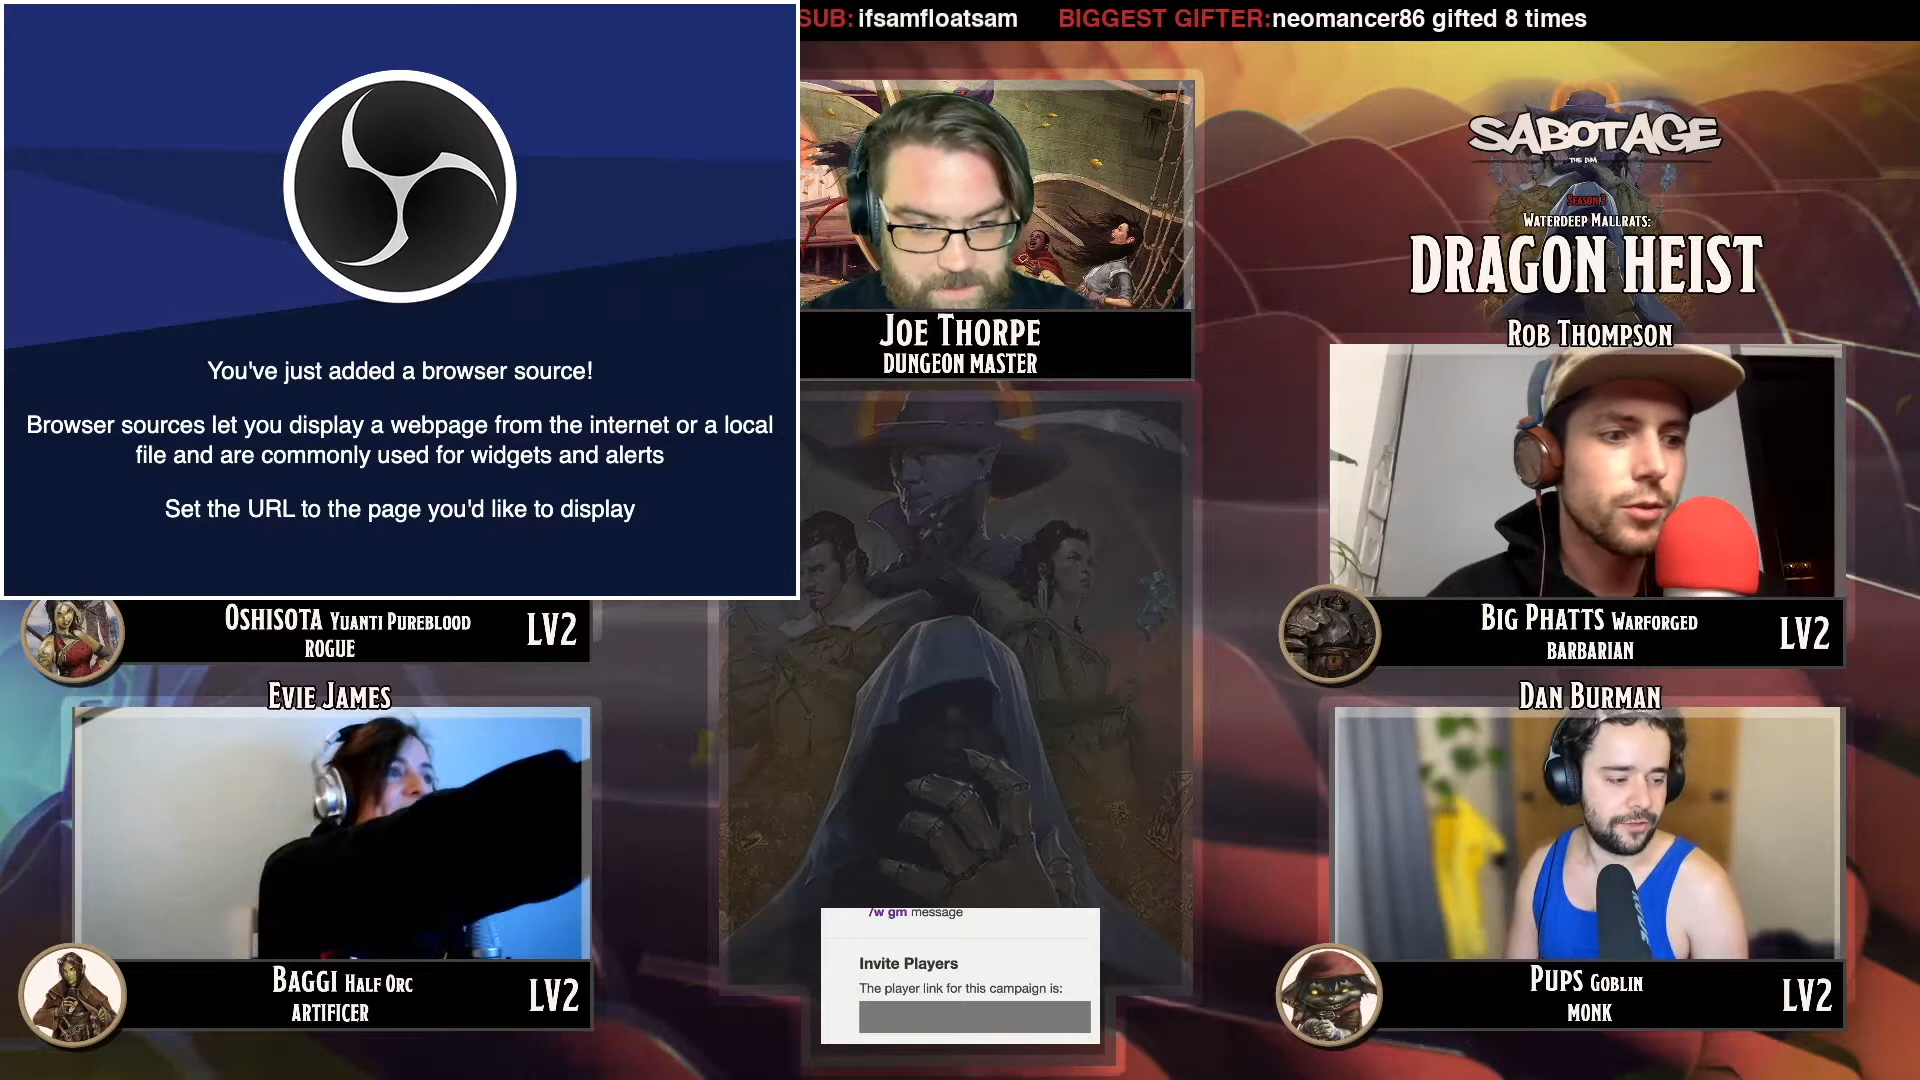 SUB: ifsamfloatsam BIGGEST GIFTER:neomancer86 gifted 8 times
You've just added a browser source!
Browser sources let you display a webpage from the internet or a local
file and are commonly used for widgets and alerts
Set the URL to the page you'd like to display
JOE THORPE
DUNGEON MASTER
SABOTAGE
SEASON
WATERDEEP MALLRATS:
DRAGON HEIST
ROB THOMPSON
OSHISOTA YUANTI PUREBLOOD
ROGUE
LV2
BIG PHATTS WARFORGED
BARBARIAN
LV2
EVIE JAMES
BAGGI HALF ORC
ARTIFICER
LV2
/w gm message
Invite Players
The player link for this campaign is:
DAN BURMAN
PUPS GOBLIN
MONK
LV2